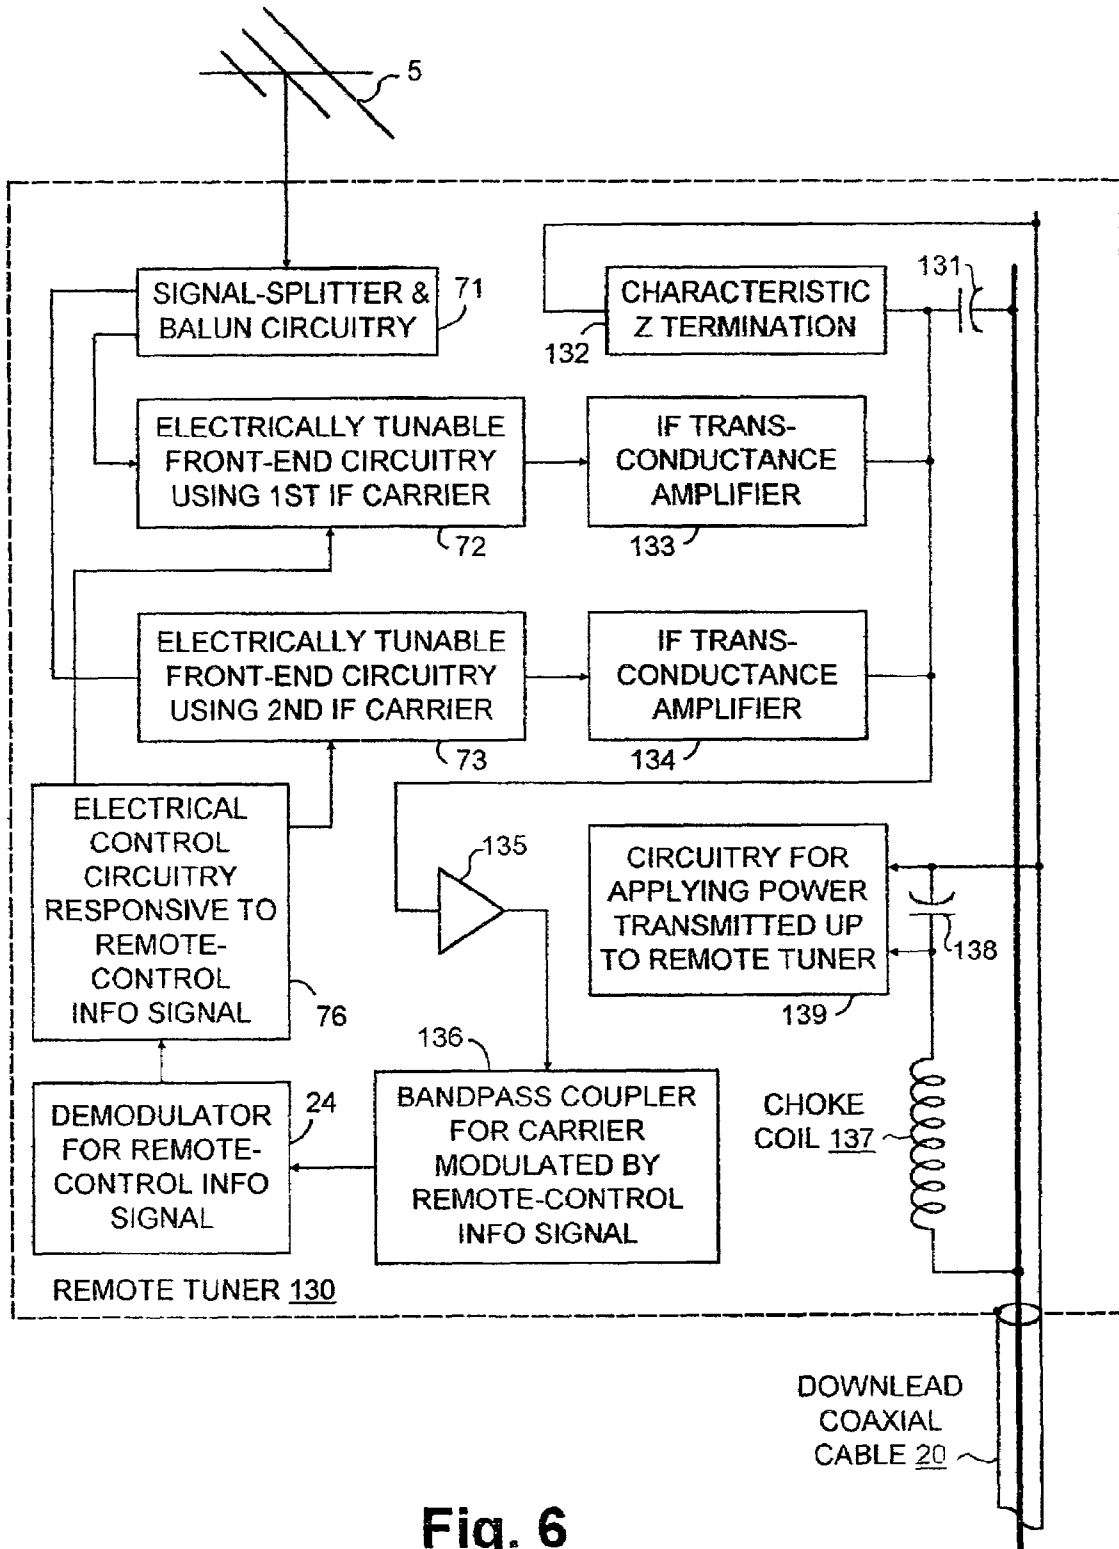 5
SIGNAL-SPLITTER &
BALUN CIRCUITRY
71
CHARACTERISTIC
Z TERMINATION
132
131
ELECTRICALLY TUNABLE
FRONT-END CIRCUITRY
USING 1ST IF CARRIER
72
IF TRANS-
CONDUCTANCE
AMPLIFIER
133
ELECTRICALLY TUNABLE
FRONT-END CIRCUITRY
USING 2ND IF CARRIER
73
IF TRANS-
CONDUCTANCE
AMPLIFIER
134
ELECTRICAL
CONTROL
CIRCUITRY
RESPONSIVE TO
REMOTE-
CONTROL
INFO SIGNAL
76
135
CIRCUITRY FOR
APPLYING POWER
TRANSMITTED UP
TO REMOTE TUNER
139
138
136
BANDPASS COUPLER
FOR CARRIER
MODULATED BY
REMOTE-CONTROL
INFO SIGNAL
DEMODULATOR
FOR REMOTE-
CONTROL INFO
SIGNAL
24
CHOKE
COIL 137
REMOTE TUNER 130
DOWNLEAD
COAXIAL
CABLE 20
Fig. 6